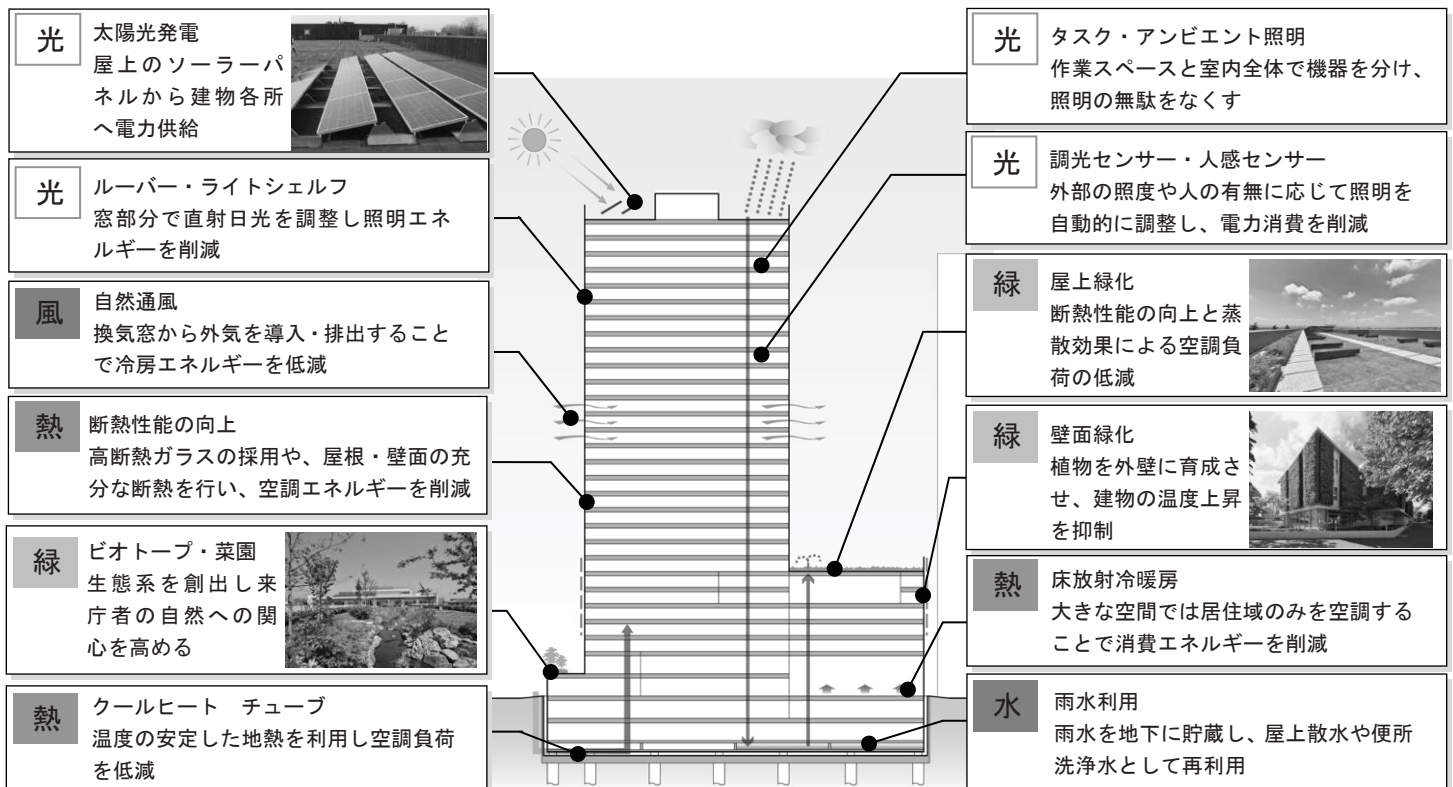 光
太陽光発電
屋上のソーラーパ
ネルから建物各所
へ電力供給
光
ルーバー・ライトシェルフ
窓部分で直射日光を調整し照明エネ
ルギーを削減
風
自然通風
換気窓から外気を導入・排出すること
で冷房エネルギーを低減
熱
断熱性能の向上
高断熱ガラスの採用や、屋根・壁面の充
分な断熱を行い、空調エネルギーを削減
緑
ビオトープ・菜園
生態系を創出し来
庁者の自然への関
心を高める
熱
クールヒート　チューブ
温度の安定した地熱を利用し空調負荷
を低減
光
タスク・アンビエント照明
作業スペースと室内全体で機器を分け、
照明の無駄をなくす
光
調光センサー・人感センサー
外部の照度や人の有無に応じて照明を
自動的に調整し、電力消費を削減
緑
屋上緑化
断熱性能の向上と蒸
散効果による空調負
荷の低減
緑
壁面緑化
植物を外壁に育成さ
せ、建物の温度上昇
を抑制
熱
床放射冷暖房
大きな空間では居住域のみを空調する
ことで消費エネルギーを削減
水
雨水利用
雨水を地下に貯蔵し、屋上散水や便所
洗浄水として再利用